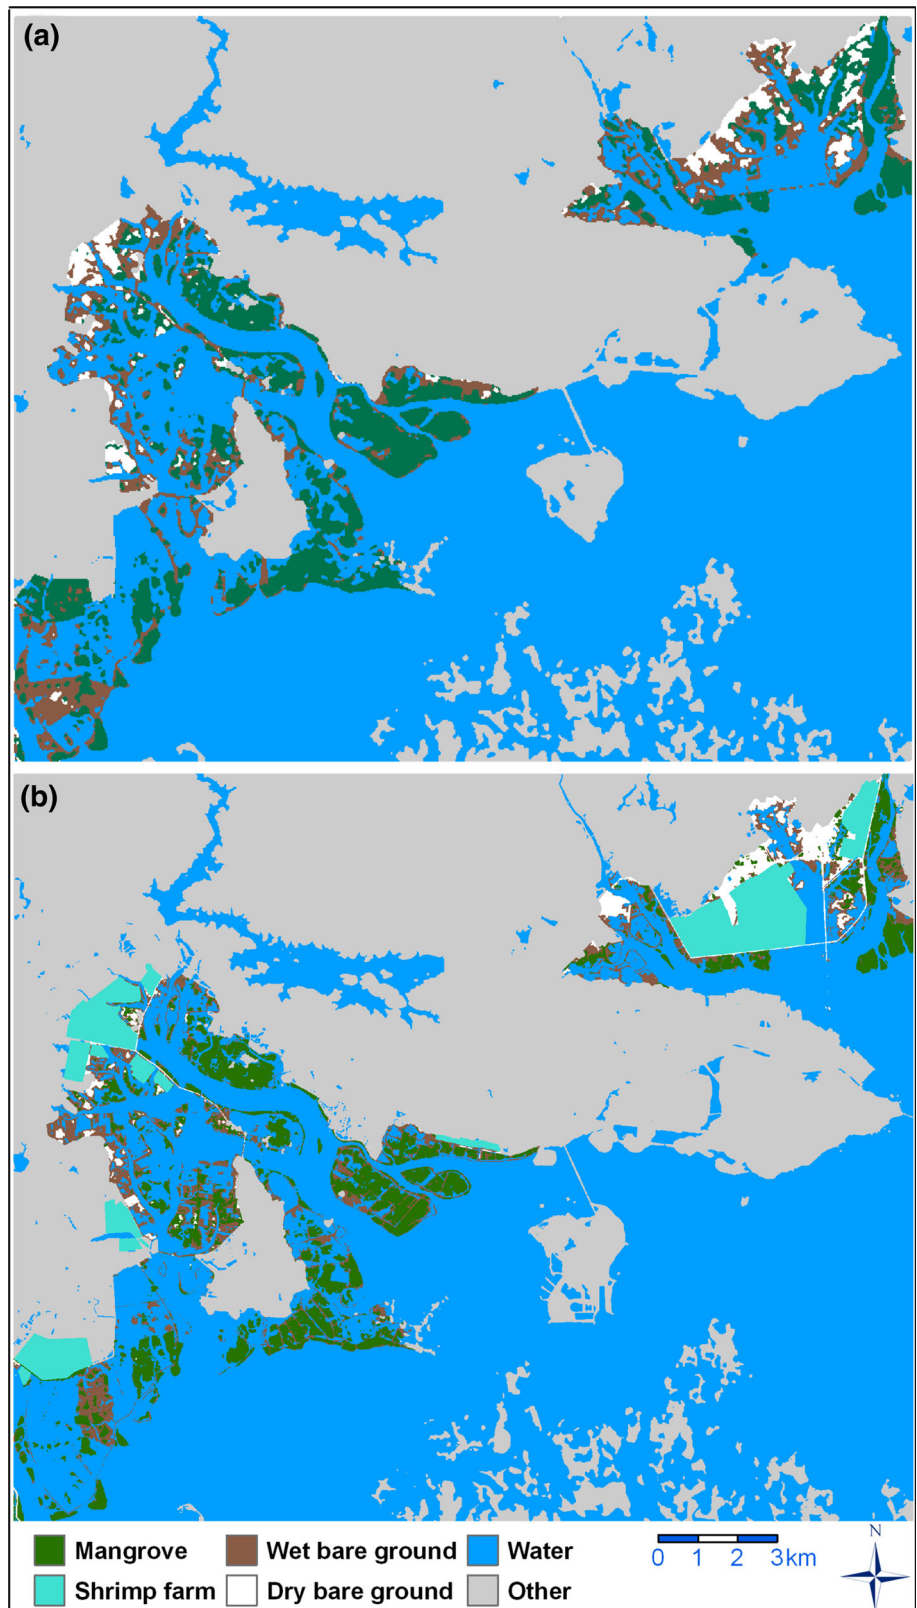 (a)
(b)
Mangrove Wet bare ground Water
Shrimp farm Dry bare ground Other
0 1 2 3km
N